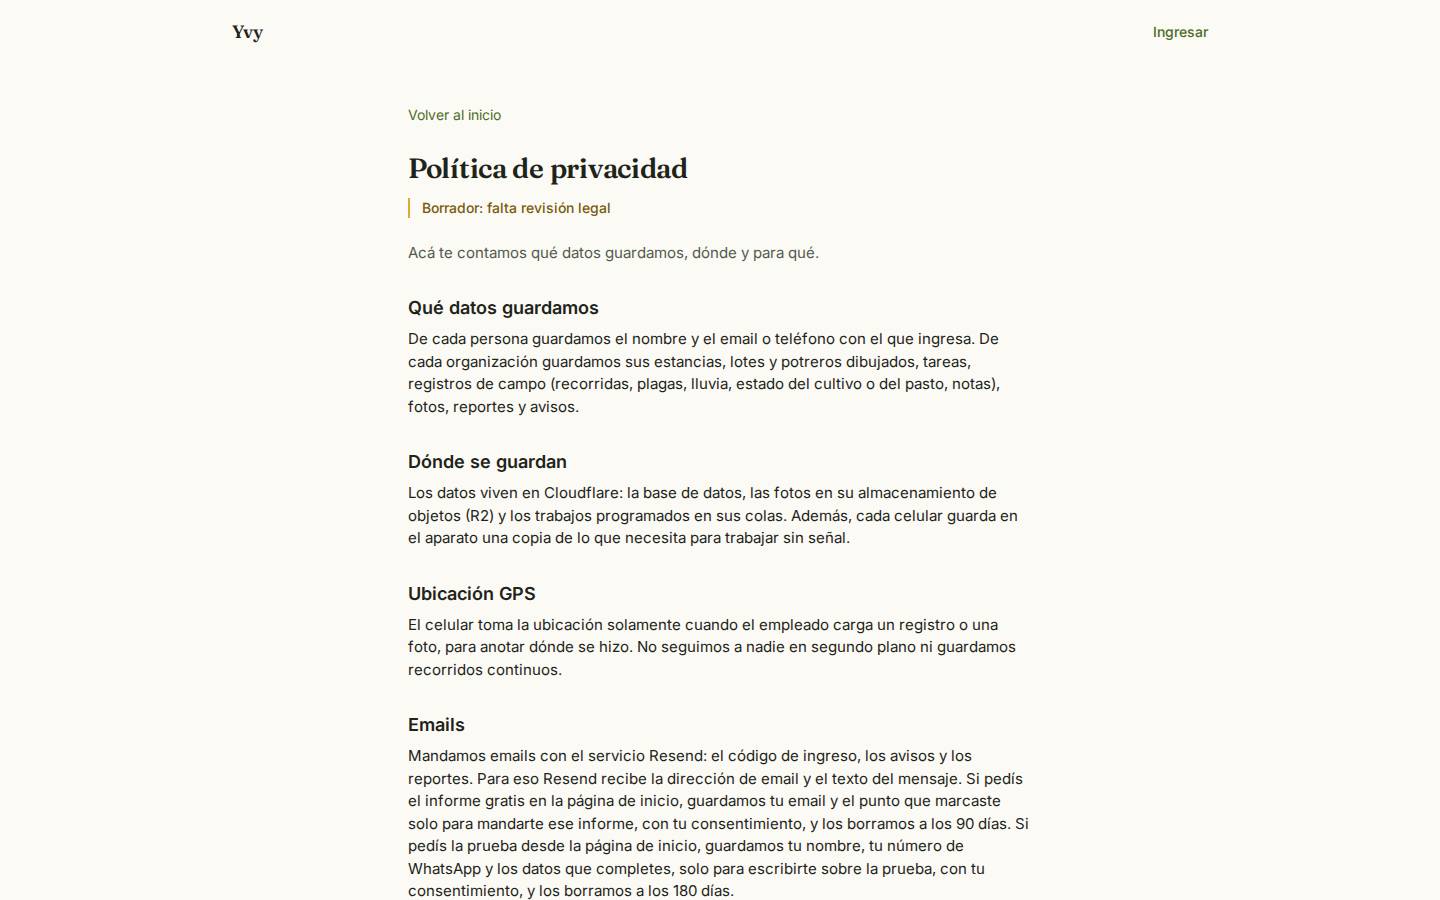 Yvy
Ingresar
Volver al inicio
Política de privacidad
Borrador: falta revisión legal
Acá te contamos qué datos guardamos, dónde y para qué.
Qué datos guardamos
De cada persona guardamos el nombre y el email o teléfono con el que ingresa. De
cada organización guardamos sus estancias, lotes y potreros dibujados, tareas,
registros de campo (recorridas, plagas, lluvia, estado del cultivo o del pasto, notas),
fotos, reportes y avisos.
Dónde se guardan
Los datos viven en Cloudflare: la base de datos, las fotos en su almacenamiento de
objetos (R2) y los trabajos programados en sus colas. Además, cada celular guarda en
el aparato una copia de lo que necesita para trabajar sin señal.
Ubicación GPS
El celular toma la ubicación solamente cuando el empleado carga un registro o una
foto, para anotar dónde se hizo. No seguimos a nadie en segundo plano ni guardamos
recorridos continuos.
Emails
Mandamos emails con el servicio Resend: el código de ingreso, los avisos y los
reportes. Para eso Resend recibe la dirección de email y el texto del mensaje. Si pedís
el informe gratis en la página de inicio, guardamos tu email y el punto que marcaste
solo para mandarte ese informe, con tu consentimiento, y los borramos a los 90 días. Si
pedís la prueba desde la página de inicio, guardamos tu nombre, tu número de
WhatsApp y los datos que completes, solo para escribirte sobre la prueba, con tu
consentimiento, y los borramos a los 180 días.